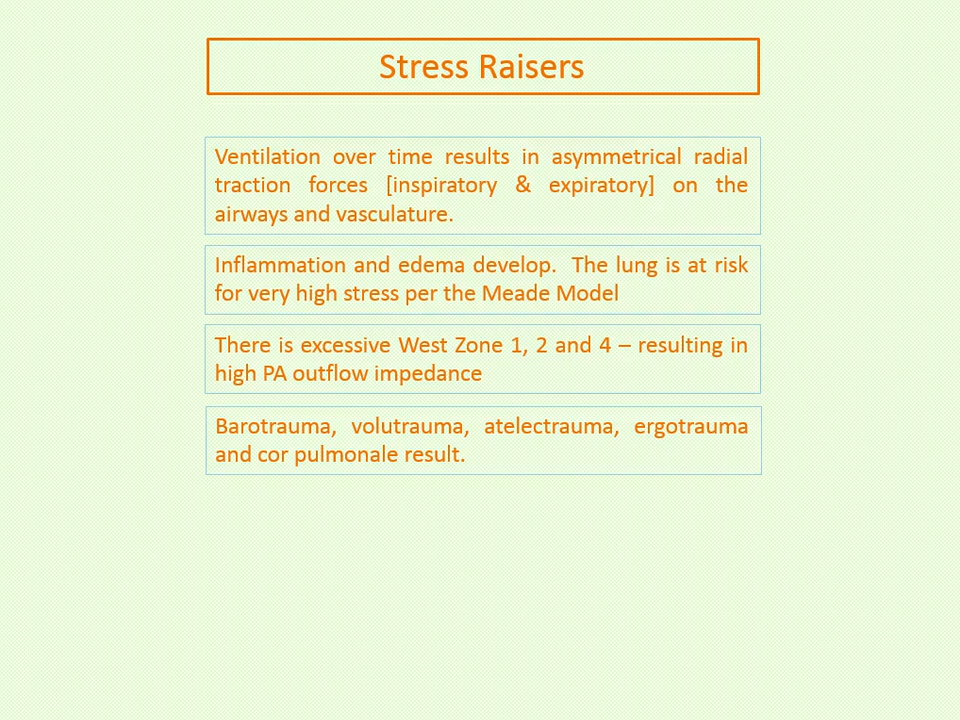 Stress Raisers
Ventilation over time results in asymmetrical radial
traction forces [inspiratory & expiratory] on the
airways and vasculature.
Inflammation and edema develop.  The lung is at risk
for very high stress per the Meade Model
There is excessive West Zone 1, 2 and 4 – resulting in
high PA outflow impedance
Barotrauma, volutrauma, atelectrauma, ergotrauma
and cor pulmonale result.